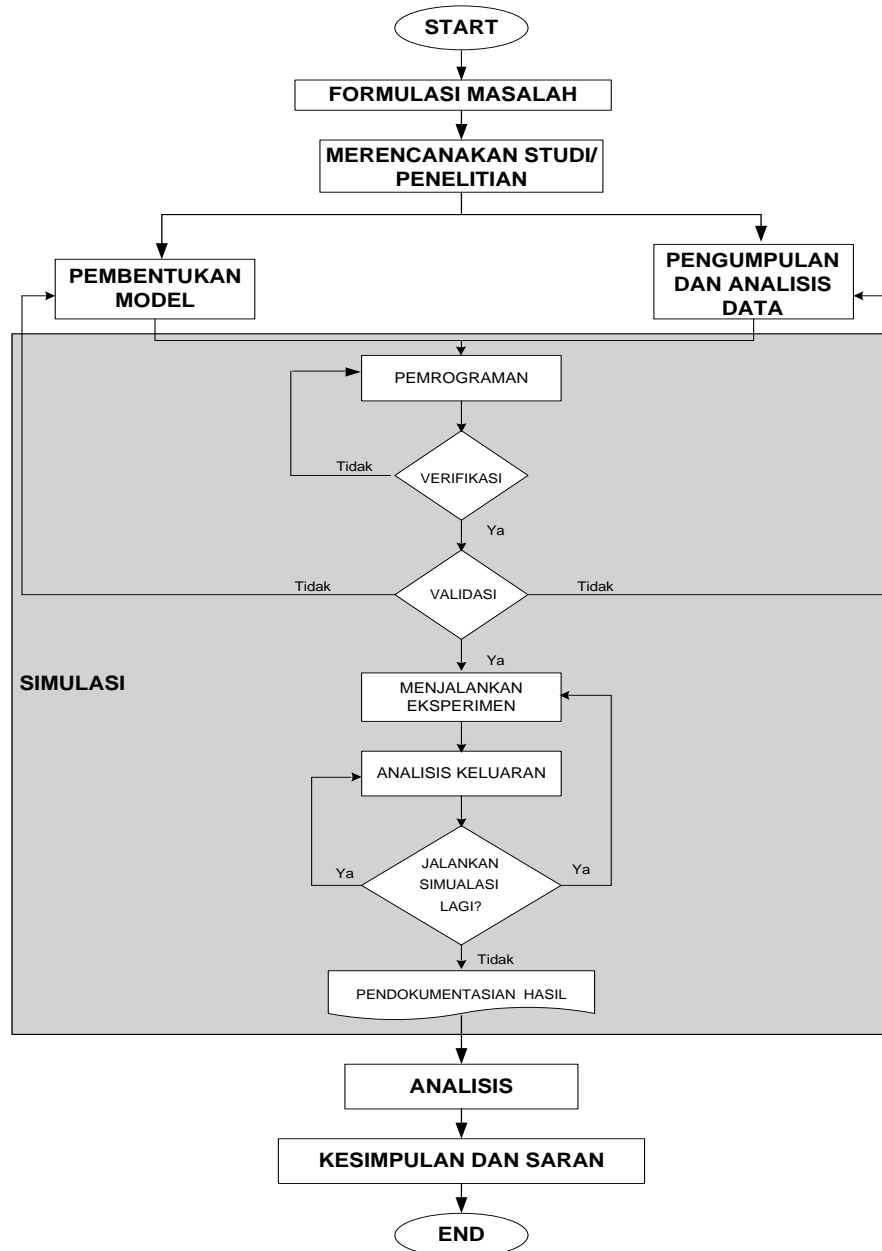 START
FORMULASI MASALAH
MERENCANAKAN STUDI/
PENELITIAN
PEMBENTUKAN
MODEL
PENGUMPULAN
DAN ANALISIS
DATA
PEMROGRAMAN
Tidak
VERIFIKASI
Ya
Tidak
VALIDASI
Tidak
Ya
SIMULASI
MENJALANKAN
EKSPERIMEN
ANALISIS KELUARAN
Ya
JALANKAN
SIMUALASI
LAGI?
Ya
Tidak
PENDOKUMENTASIAN HASIL
ANALISIS
KESIMPULAN DAN SARAN
END